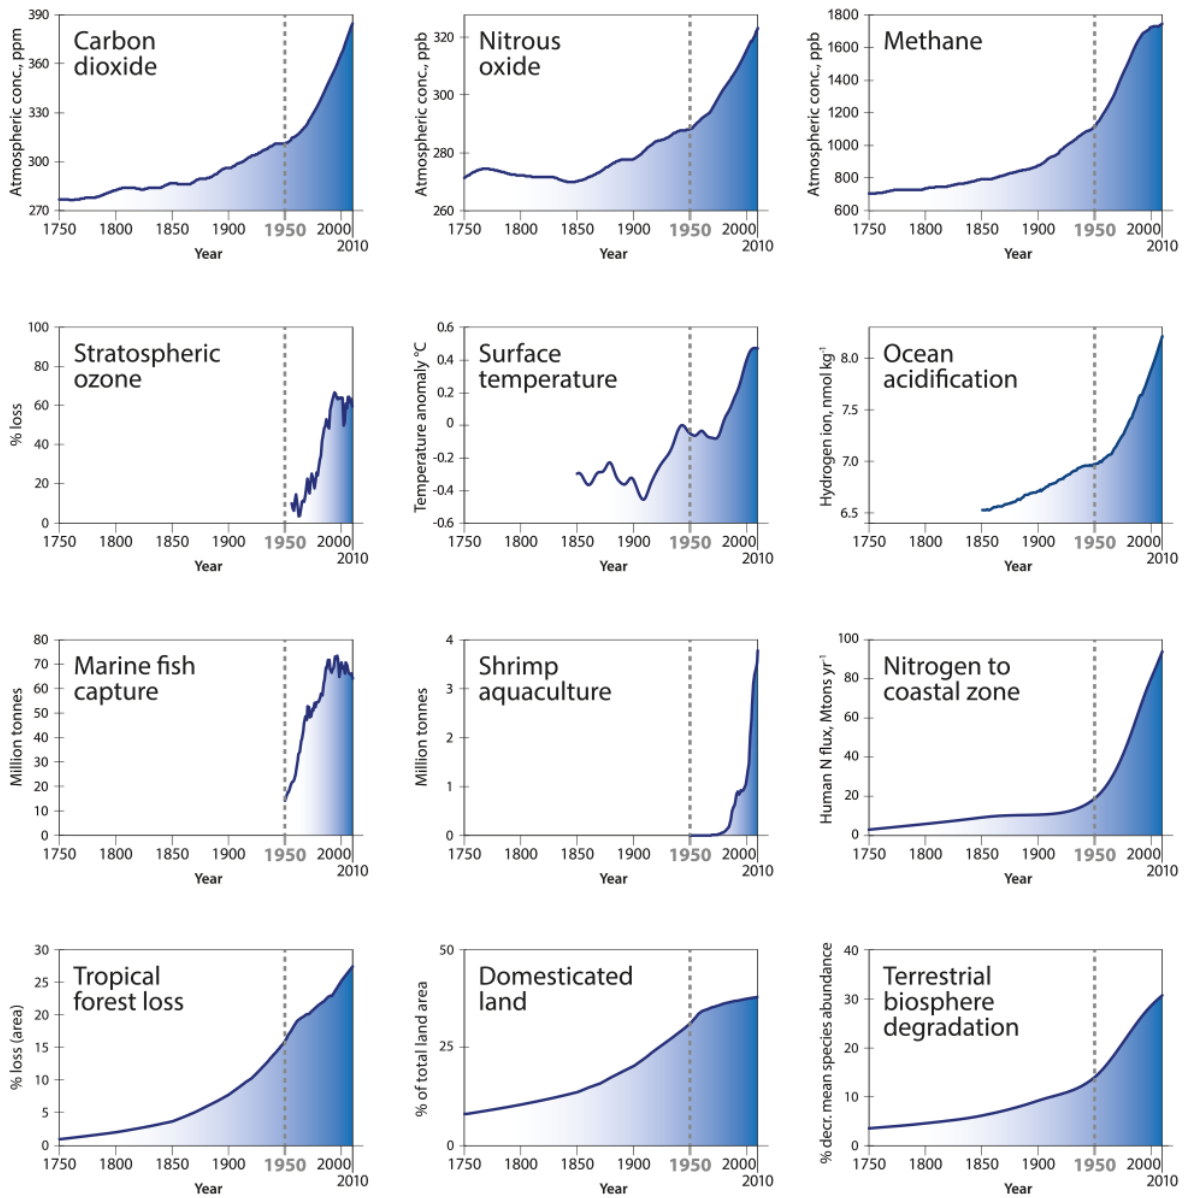 Carbon
dioxide
Atmospheric conc., ppm
390
360
330
300
270
1750 1800 1850 1900 1950 2000
2010
Year
Nitrous
oxide
Atmospheric conc., ppb
320
300
280
260
1750 1800 1850 1900 1950 2000
2010
Year
Methane
Atmospheric conc., ppb
1800
1600
1400
1200
1000
800
600
1750 1800 1850 1900 1950 2000
2010
Year
Stratospheric
ozone
% loss
100
80
60
40
20
0
1750 1800 1850 1900 1950 2000
2010
Year
Surface
temperature
Temperature anomaly °C
0.6
0.4
0.2
0
-0.2
-0.4
-0.6
1750 1800 1850 1900 1950 2000
2010
Year
Ocean
acidification
Hydrogen ion, nmol kg⁻¹
8.0
7.5
7.0
6.5
1750 1800 1850 1900 1950 2000
2010
Year
Marine fish
capture
Million tonnes
80
70
60
50
40
30
20
10
0
1750 1800 1850 1900 1950 2000
2010
Year
Shrimp
aquaculture
Million tonnes
4
3
2
1
0
1750 1800 1850 1900 1950 2000
2010
Year
Nitrogen to
coastal zone
Human N flux, Mtons yr⁻¹
100
80
60
40
20
0
1750 1800 1850 1900 1950 2000
2010
Year
Tropical
forest loss
% loss (area)
30
25
20
15
10
5
0
1750 1800 1850 1900 1950 2000
2010
Year
Domesticated
land
% of total land area
50
25
0
1750 1800 1850 1900 1950 2000
2010
Year
Terrestrial
biosphere
degradation
% decr. mean species abundance
40
30
20
10
0
1750 1800 1850 1900 1950 2000
2010
Year